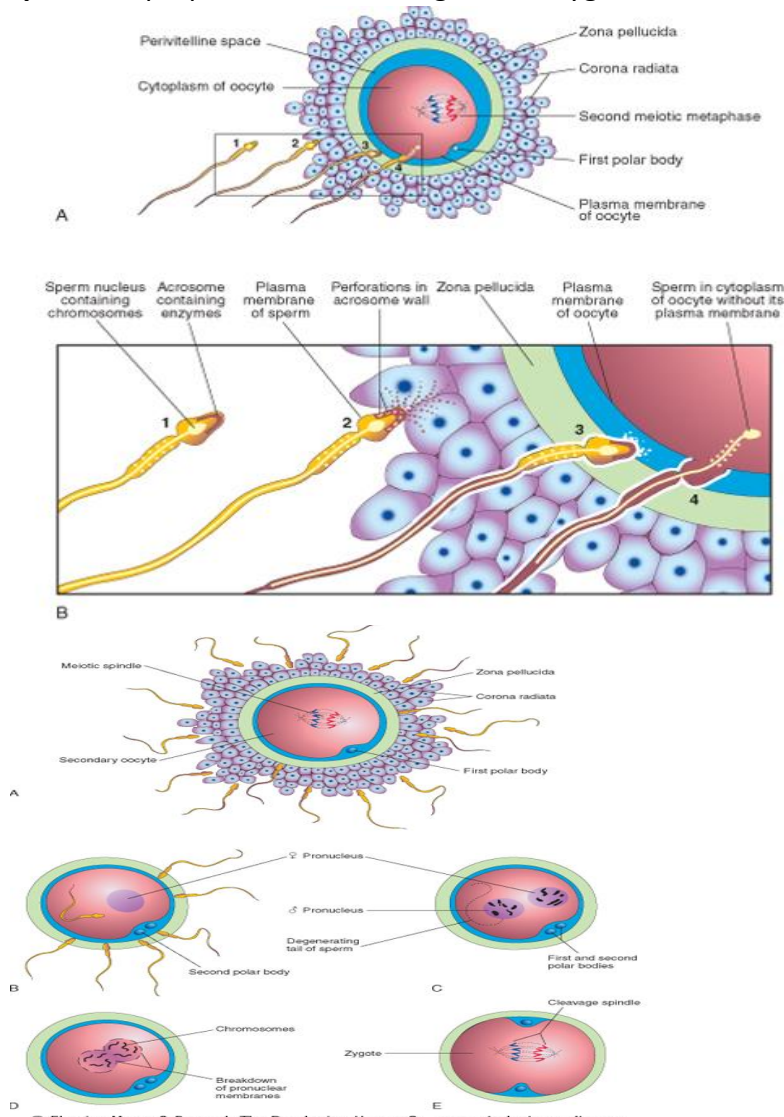 Perivitelline space
Zona pellucida
Cytoplasm of oocyte
Corona radiata
Second meiotic metaphase
First polar body
Plasma membrane
of oocyte
1
2
3
4
A
Sperm nucleus
containing
chromosomes
Acrosome
containing
enzymes
Plasma
membrane
of sperm
Perforations in
acrosome wall
Zona pellucida
Plasma
membrane
of oocyte
Sperm in cytoplasm
of oocyte without its
plasma membrane
1
2
3
4
B
Meiotic spindle
Zona pellucida
Corona radiata
Secondary oocyte
First polar body
A
♀ Pronucleus
♂ Pronucleus
Degenerating
tail of sperm
Second polar body
First and second
polar bodies
B
C
Chromosomes
Cleavage spindle
Zygote
Breakdown
of pronuclear
membranes
D
E